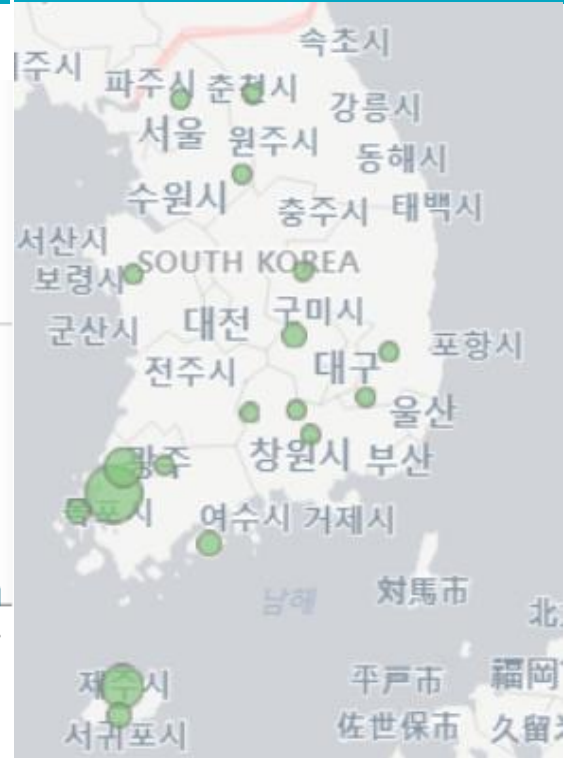 속초시
주시
파주시
춘천시
강릉시
서울
원주시
동해시
수원시
충주시
태백시
서산시
SOUTH KOREA
보령시
구미시
대전
군산시
포항시
대구
전주시
울산
광주
창원시
부산
목포시
여수시
거제시
남해
対馬市
北
제주시
平戸市
福岡
서귀포시
佐世保市
久留